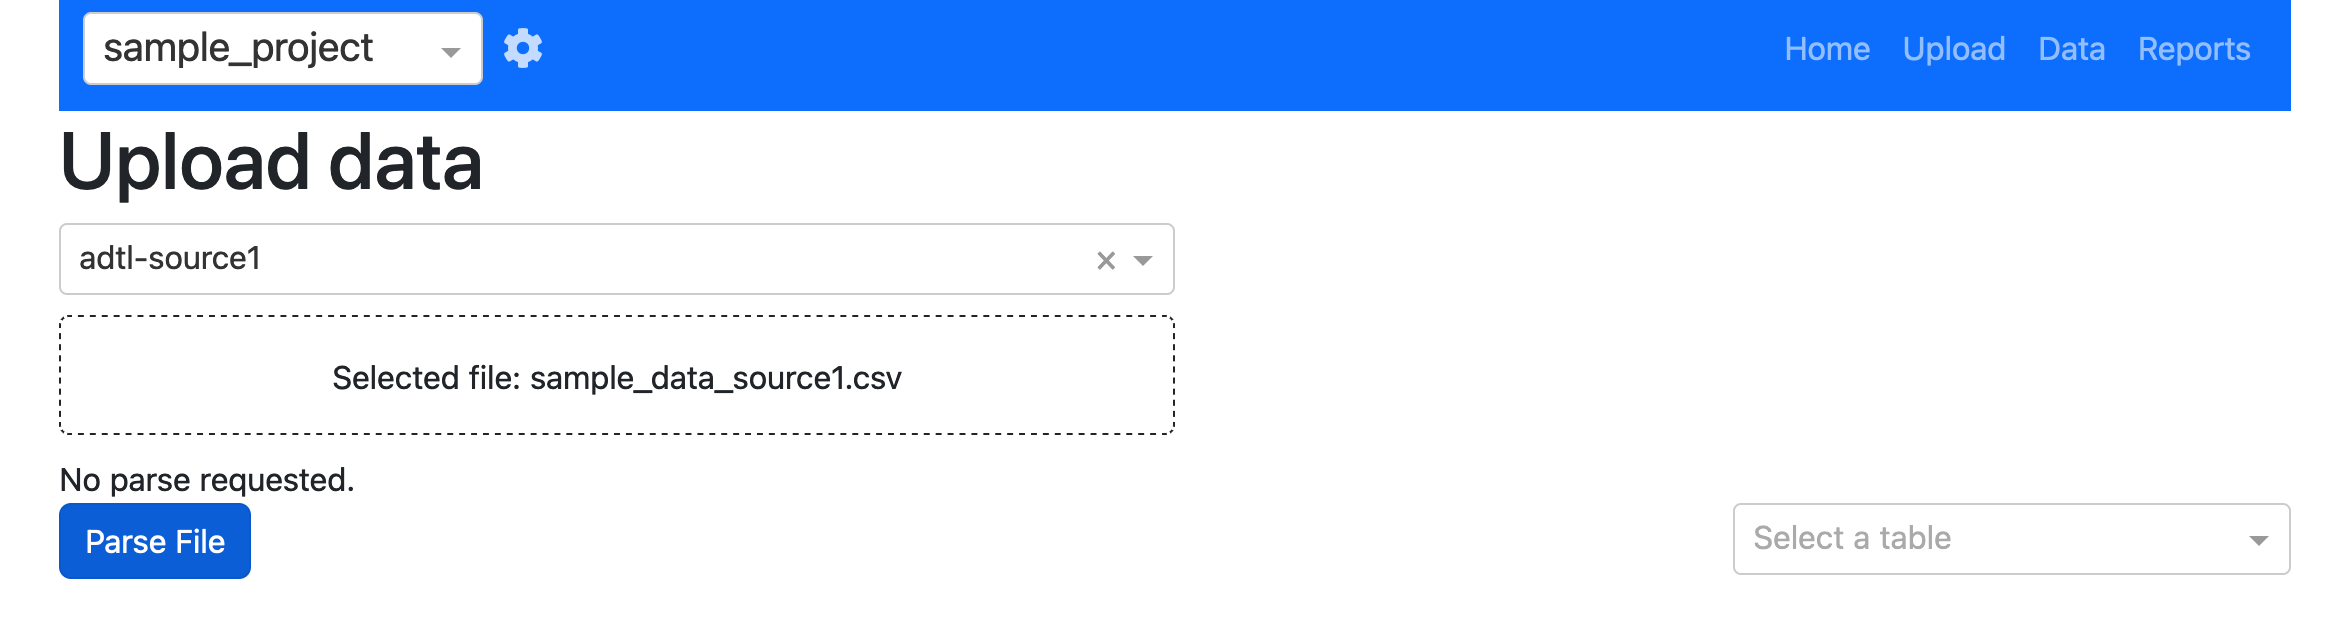 sample_project
Home Upload Data Reports
Upload data
adtl-source1
Selected file: sample_data_source1.csv
No parse requested.
Parse File
Select a table